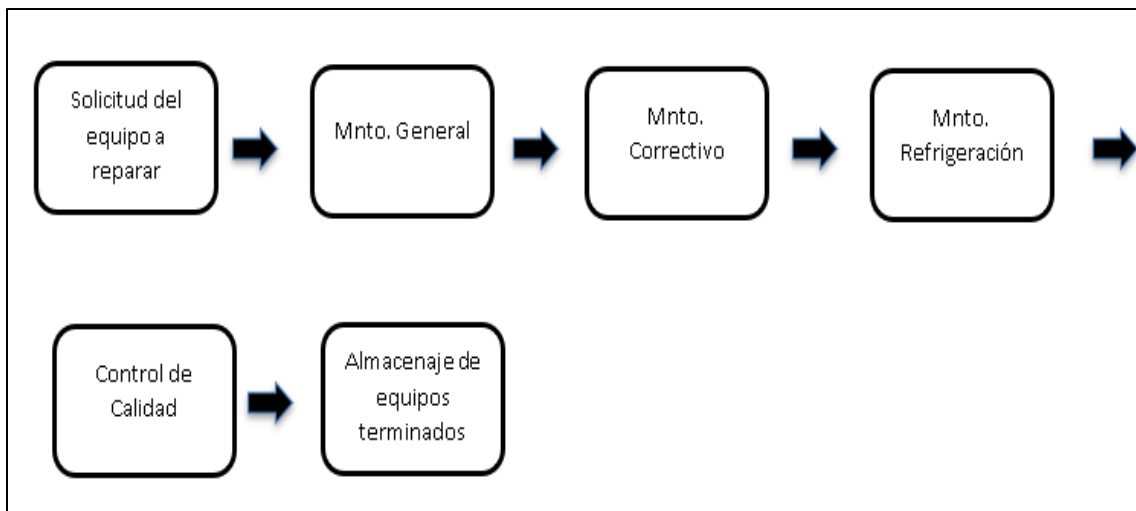 Solicitud del
equipo a
reparar
Mnto. General
Mnto.
Correctivo
Mnto.
Refrigeración
Control de
Calidad
Almacenaje de
equipos
terminados